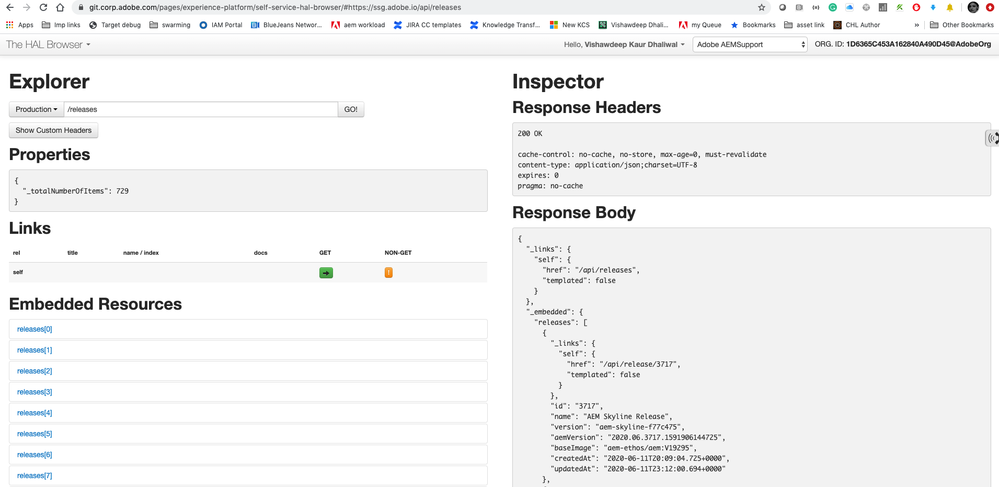 git.corp.adobe.com/pages/experience-platform/self-service-hal-browser/#https://ssg.adobe.io/api/releases
Apps Imp links Target debug swarming IAM Portal BlueJeans Networ... aem workload JIRA CC templates Knowledge Transf... New KCS Vishawdeep Dhali... my Queue Bookmarks asset link CHL Author » Other Bookmarks
The HAL Browser Hello, Vishawdeep Kaur Dhaliwal Adobe AEMSupport ORG. ID: 1D6365C453A162840A490D45@AdobeOrg
Explorer
Production /releases GO!
Show Custom Headers
Properties
{
"_totalNumberOfItems": 729
}
Links
rel title name / index docs GET NON-GET
self !
Embedded Resources
releases[0]
releases[1]
releases[2]
releases[3]
releases[4]
releases[5]
releases[6]
releases[7]
Inspector
Response Headers
200 OK
cache-control: no-cache, no-store, max-age=0, must-revalidate
content-type: application/json;charset=UTF-8
expires: 0
pragma: no-cache
Response Body
{
"_links": {
"self": {
"href": "/api/releases",
"templated": false
}
},
"_embedded": {
"releases": [
{
"_links": {
"self": {
"href": "/api/release/3717",
"templated": false
}
},
"id": "3717",
"name": "AEM Skyline Release",
"version": "aem-skyline-f77c475",
"aemVersion": "2020.06.3717.1591906144725",
"baseImage": "aem-ethos/aem:V19295",
"createdAt": "2020-06-11T20:09:04.725+0000",
"updatedAt": "2020-06-11T23:12:00.694+0000"
},